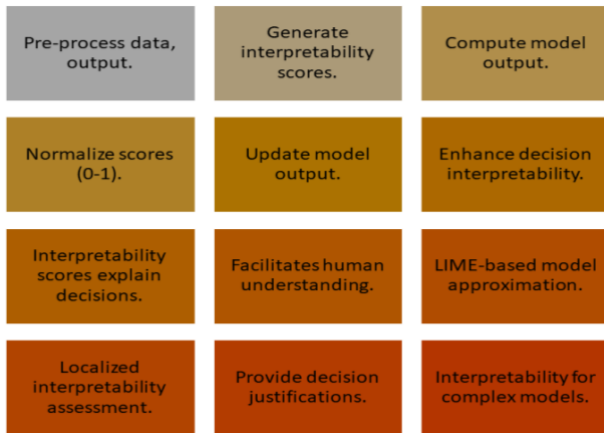 Pre-process data,
output.
Generate
interpretability
scores.
Compute model
output.
Normalize scores
(0-1).
Update model
output.
Enhance decision
interpretability.
Interpretability
scores explain
decisions.
Facilitates human
understanding.
LIME-based model
approximation.
Localized
interpretability
assessment.
Provide decision
justifications.
Interpretability for
complex models.